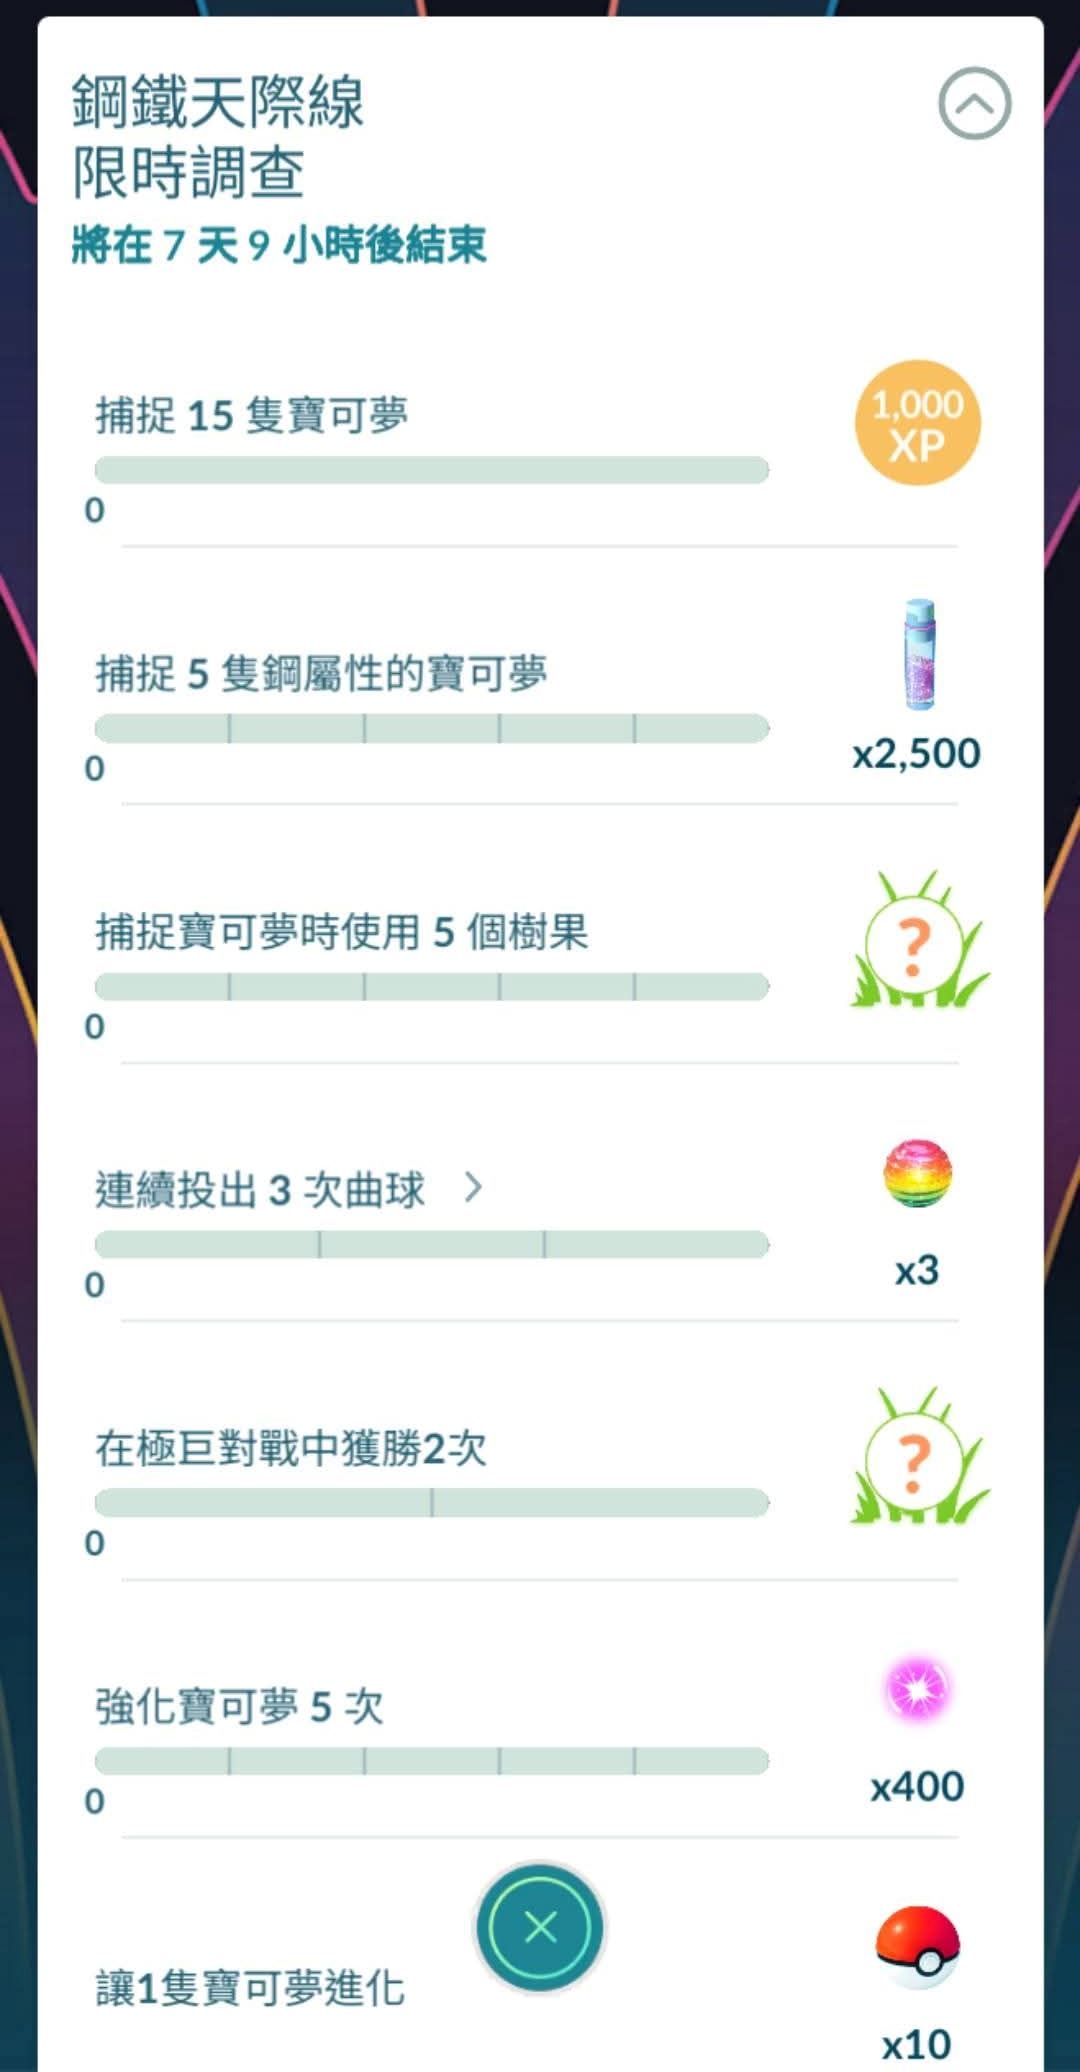 鋼鐵天際線
限時調查
將在 7 天 9 小時後結束
捕捉 15 隻寶可夢
1,000
XP
0
捕捉 5 隻鋼屬性的寶可夢
x2,500
0
捕捉寶可夢時使用 5 個樹果
?
0
連續投出 3 次曲球 >
x3
0
在極巨對戰中獲勝2次
?
0
強化寶可夢 5 次
x400
0
讓1隻寶可夢進化
x10